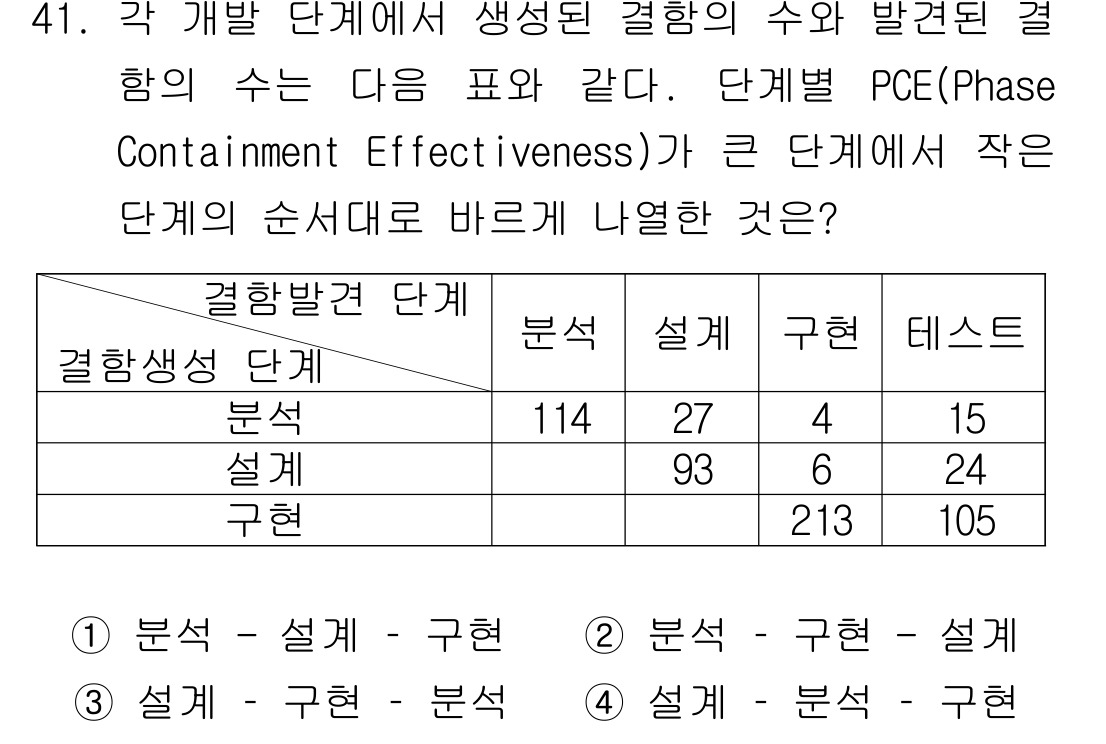 41. 각 개발 단계에서 생성된 결함의 수와 발견된 결
함의 수는 다음 표와 같다. 단계별 PCE(Phase
Containment Effectiveness)가 큰 단계에서 작은
단계의 순서대로 바르게 나열한 것은?
결함발견 단계
결함생성 단계
분석 설계 구현 테스트
분석 114 27 4 15
설계 93 6 24
구현 213 105
① 분석 – 설계 - 구현 ② 분석 - 구현 – 설계
③ 설계 - 구현 - 분석 ④ 설계 - 분석 - 구현